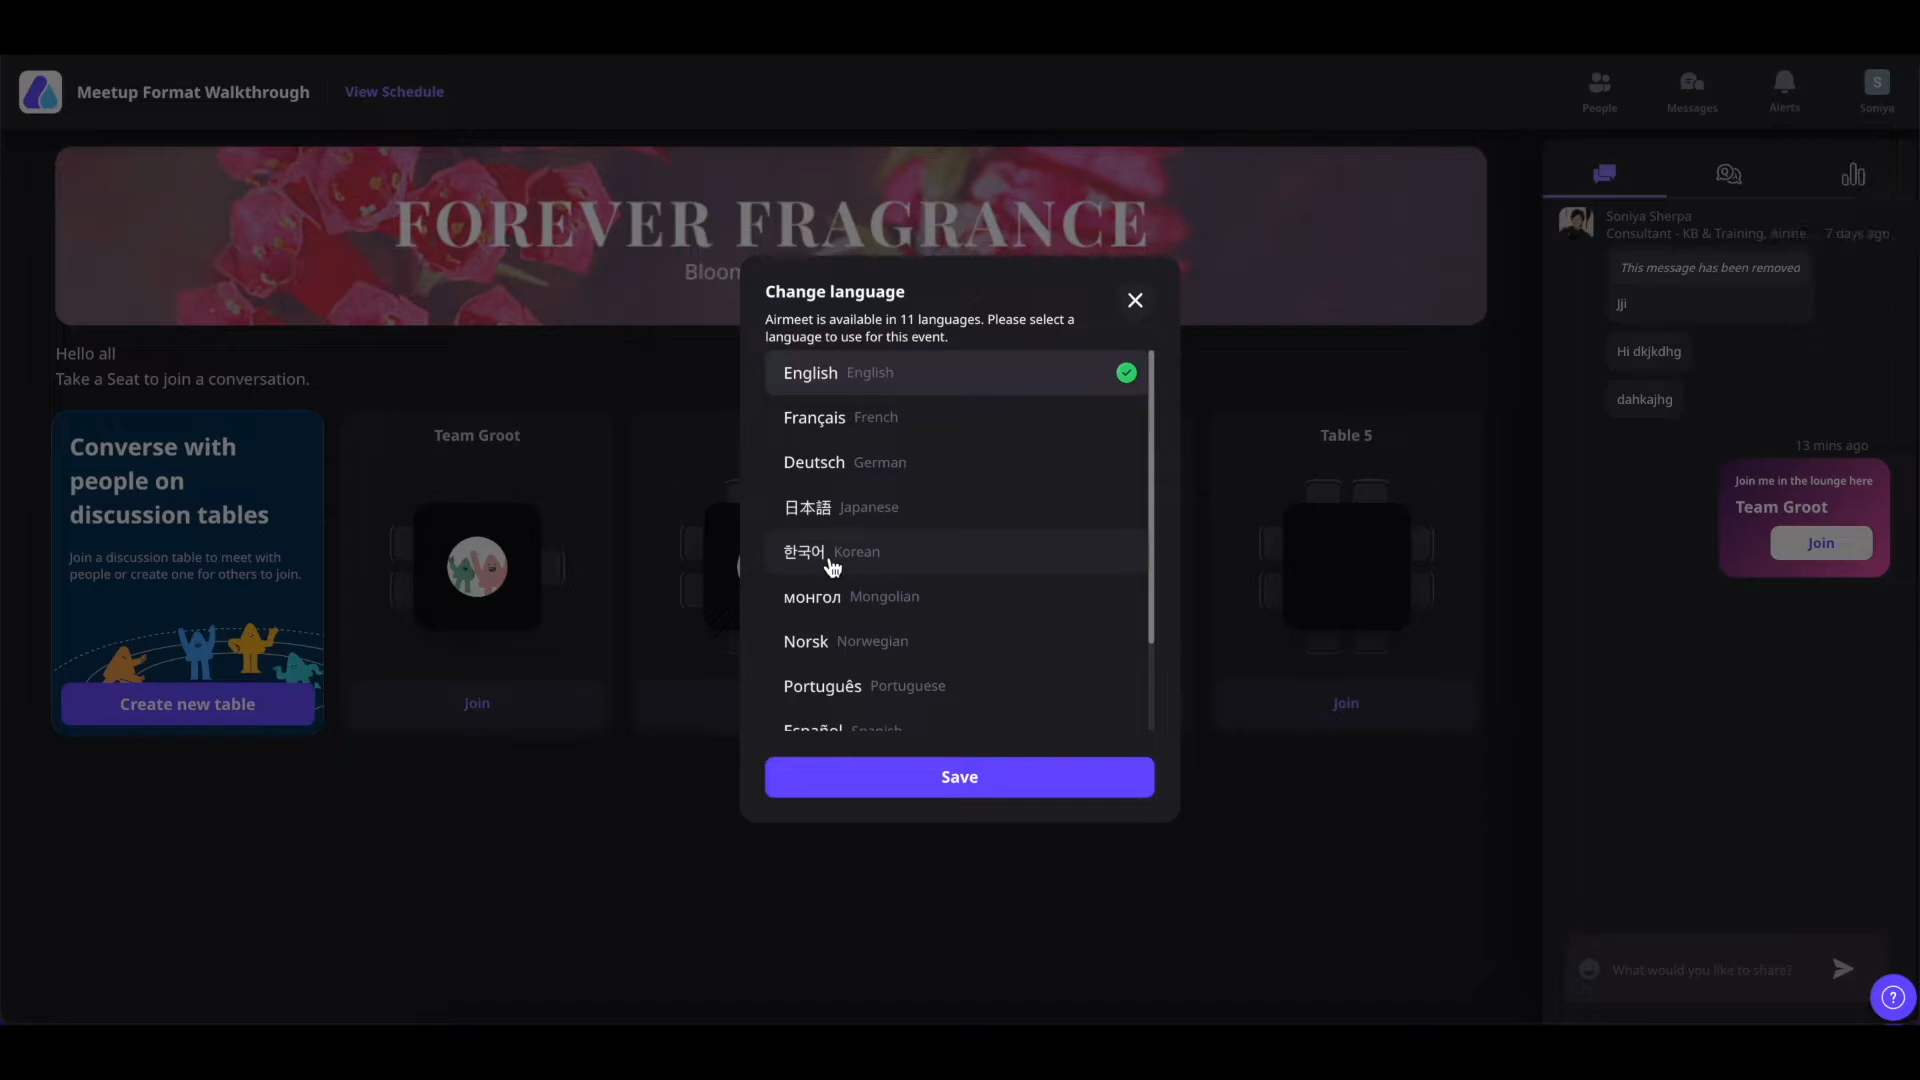 Meetup Format Walkthrough
View Schedule
People
Messages
Alerts
S
Soniya
FOREVER FRAGRANCE
Bloom
Hello all
Take a Seat to join a conversation.
Converse with
people on
discussion tables
Join a discussion table to meet with
people or create one for others to join.
Create new table
Team Groot
Join
Table 5
Join
Change language
Airmeet is available in 11 languages. Please select a
language to use for this event.
English English
Français French
Deutsch German
日本語 Japanese
한국어 Korean
монгол Mongolian
Norsk Norwegian
Português Portuguese
Español Spanish
Save
Soniya Sherpa
Consultant - KB & Training, 7 days ago
This message has been removed
Jji
Hi dkjkdhg
dahkajhg
13 mins ago
Join me in the lounge here
Team Groot
Join
What would you like to share?
?